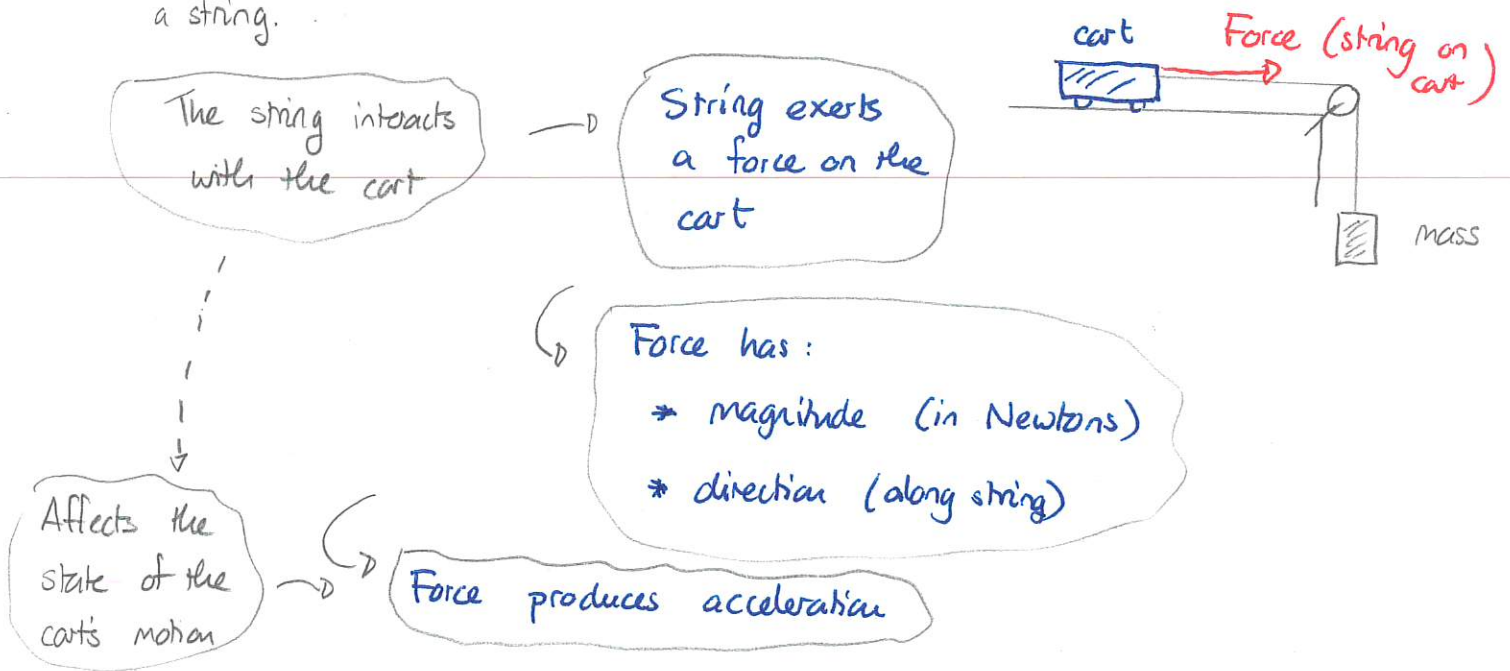 a string.
cart
Force (string on
cart)
The string interacts
with the cart
String exerts
a force on the
cart
mass
Force has:
* magnitude (in Newtons)
* direction (along string)
Affects the
state of the
cart's motion
Force produces acceleration